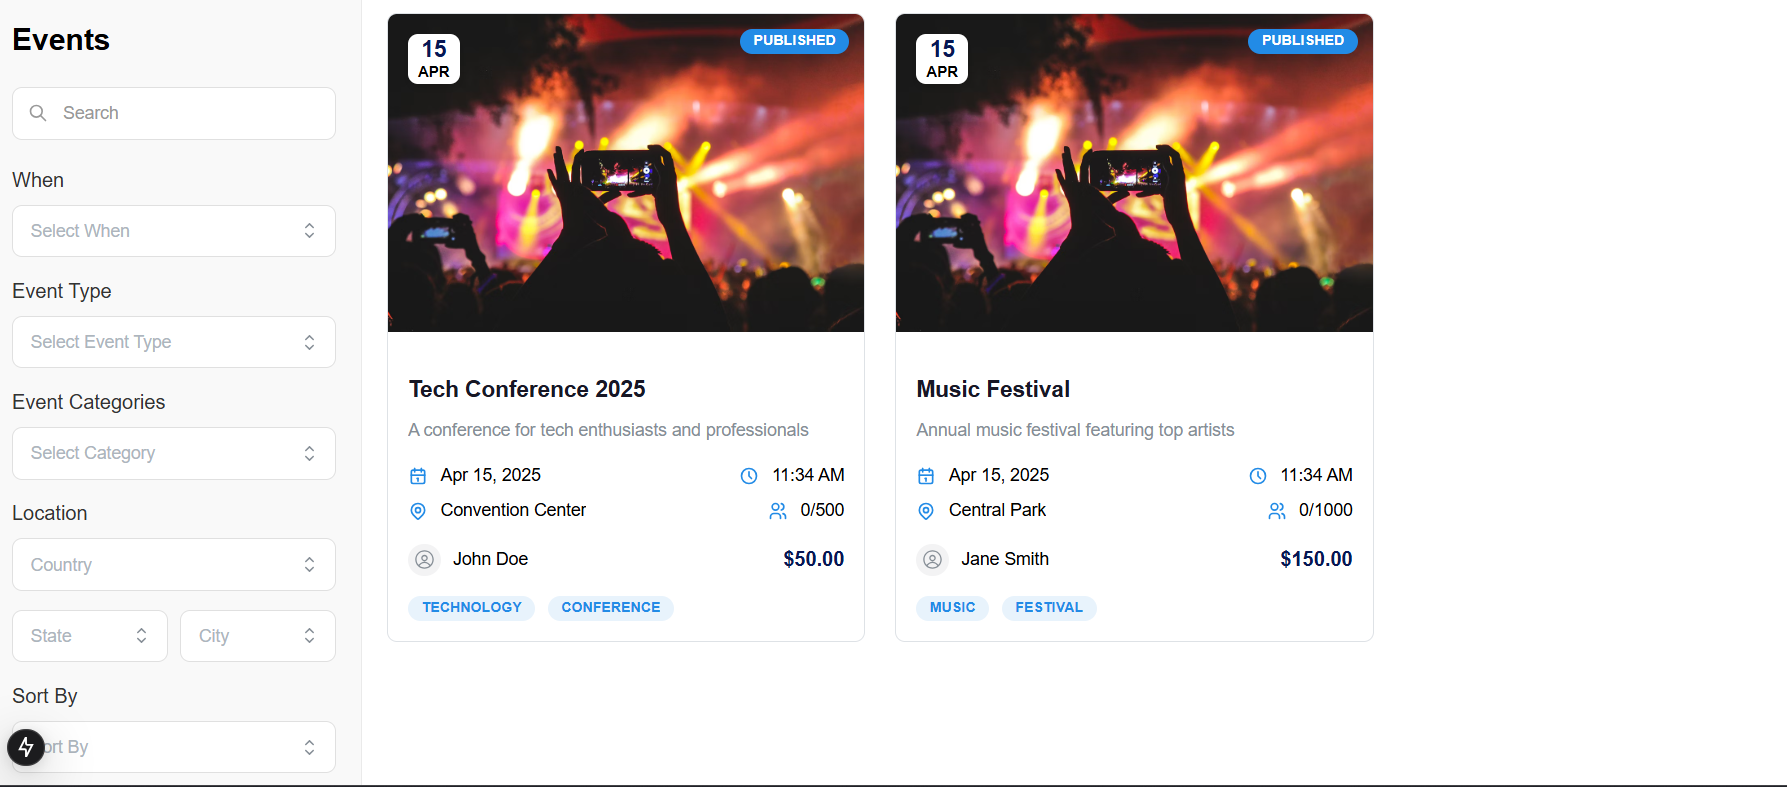 Events
Search
When
Select When
Event Type
Select Event Type
Event Categories
Select Category
Location
Country
State
City
Sort By
ort By
15
APR
PUBLISHED
Tech Conference 2025
A conference for tech enthusiasts and professionals
Apr 15, 2025
11:34 AM
Convention Center
0/500
John Doe
$50.00
TECHNOLOGY
CONFERENCE
15
APR
PUBLISHED
Music Festival
Annual music festival featuring top artists
Apr 15, 2025
11:34 AM
Central Park
0/1000
Jane Smith
$150.00
MUSIC
FESTIVAL